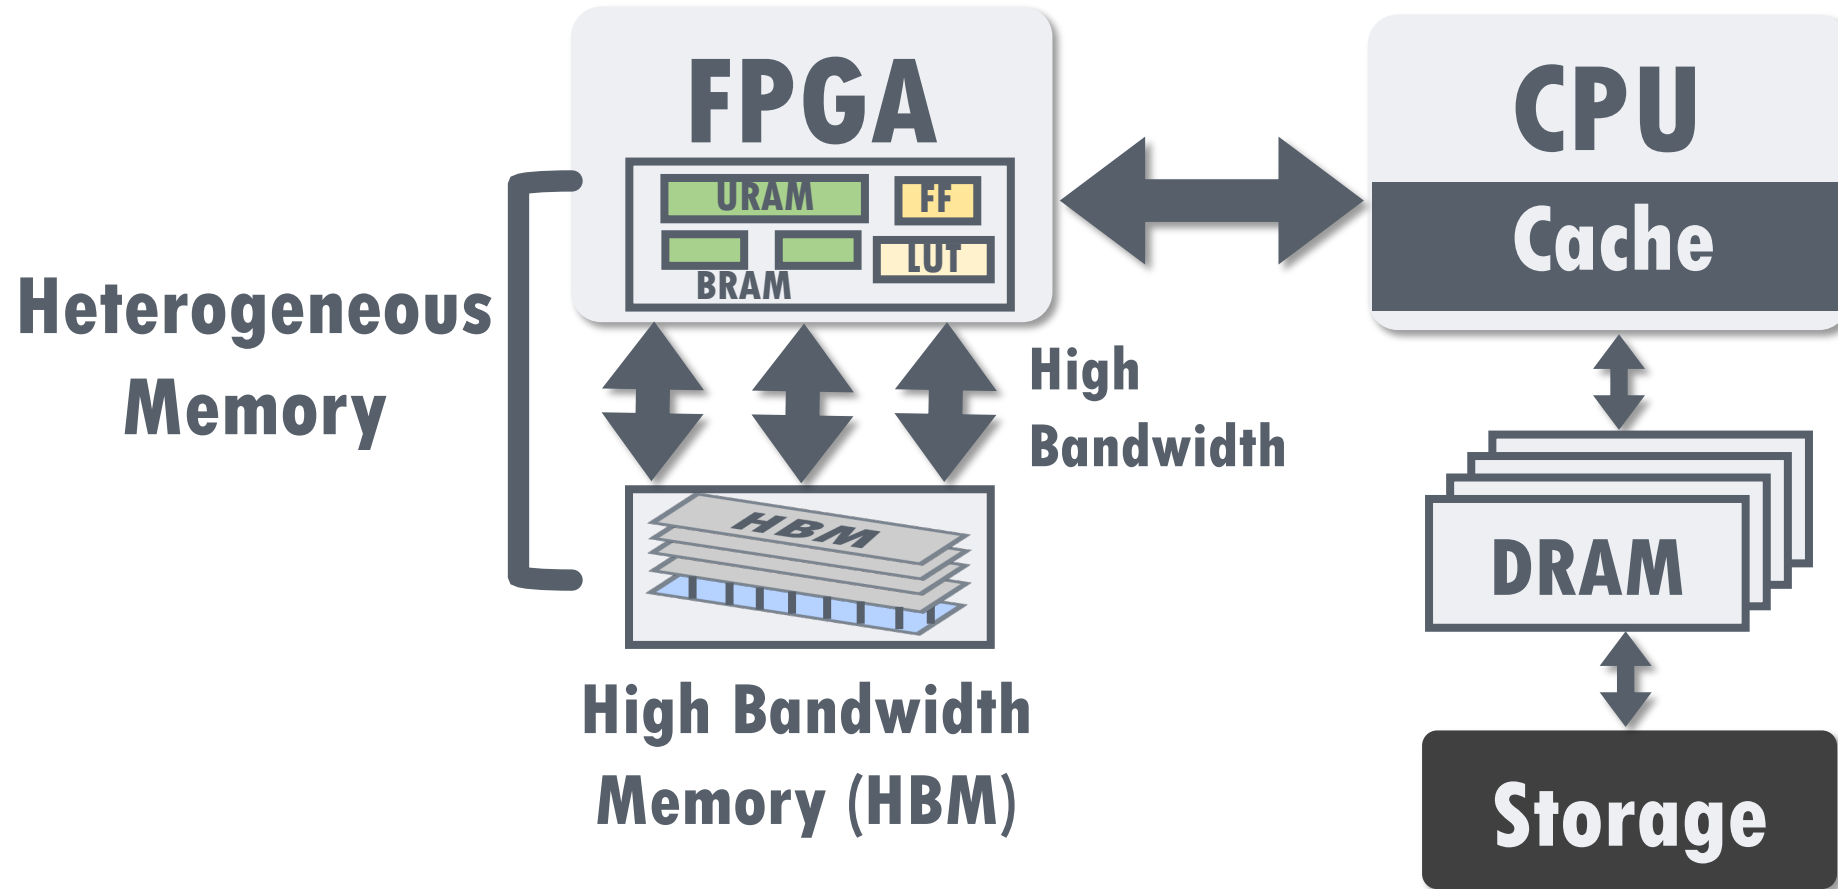 FPGA
URAM
FF
LUT
BRAM
CPU
Cache
Heterogeneous
Memory
High
Bandwidth
HBM
DRAM
High Bandwidth
Memory (HBM)
Storage